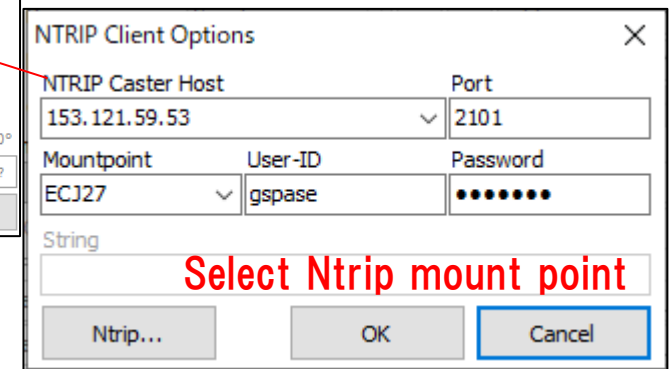 NTRIP Client Options
NTRIP Caster Host Port
153.121.59.53 2101
Mountpoint User-ID Password
ECJ27 gspase •••••••
String
Select Ntrip mount point
Ntrip... OK Cancel
0°
?